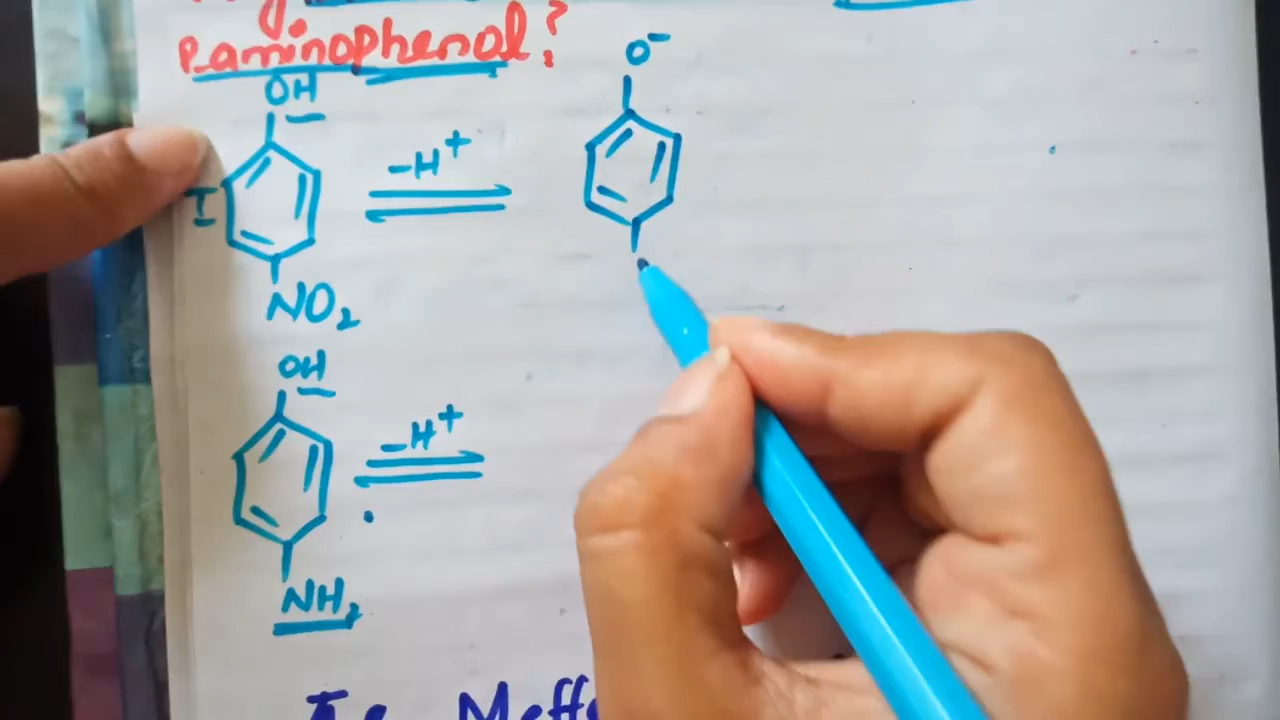 P-aminophenol?
OH
-H⁺
I
NO₂
O⁻
OH
-H⁺
NH₂